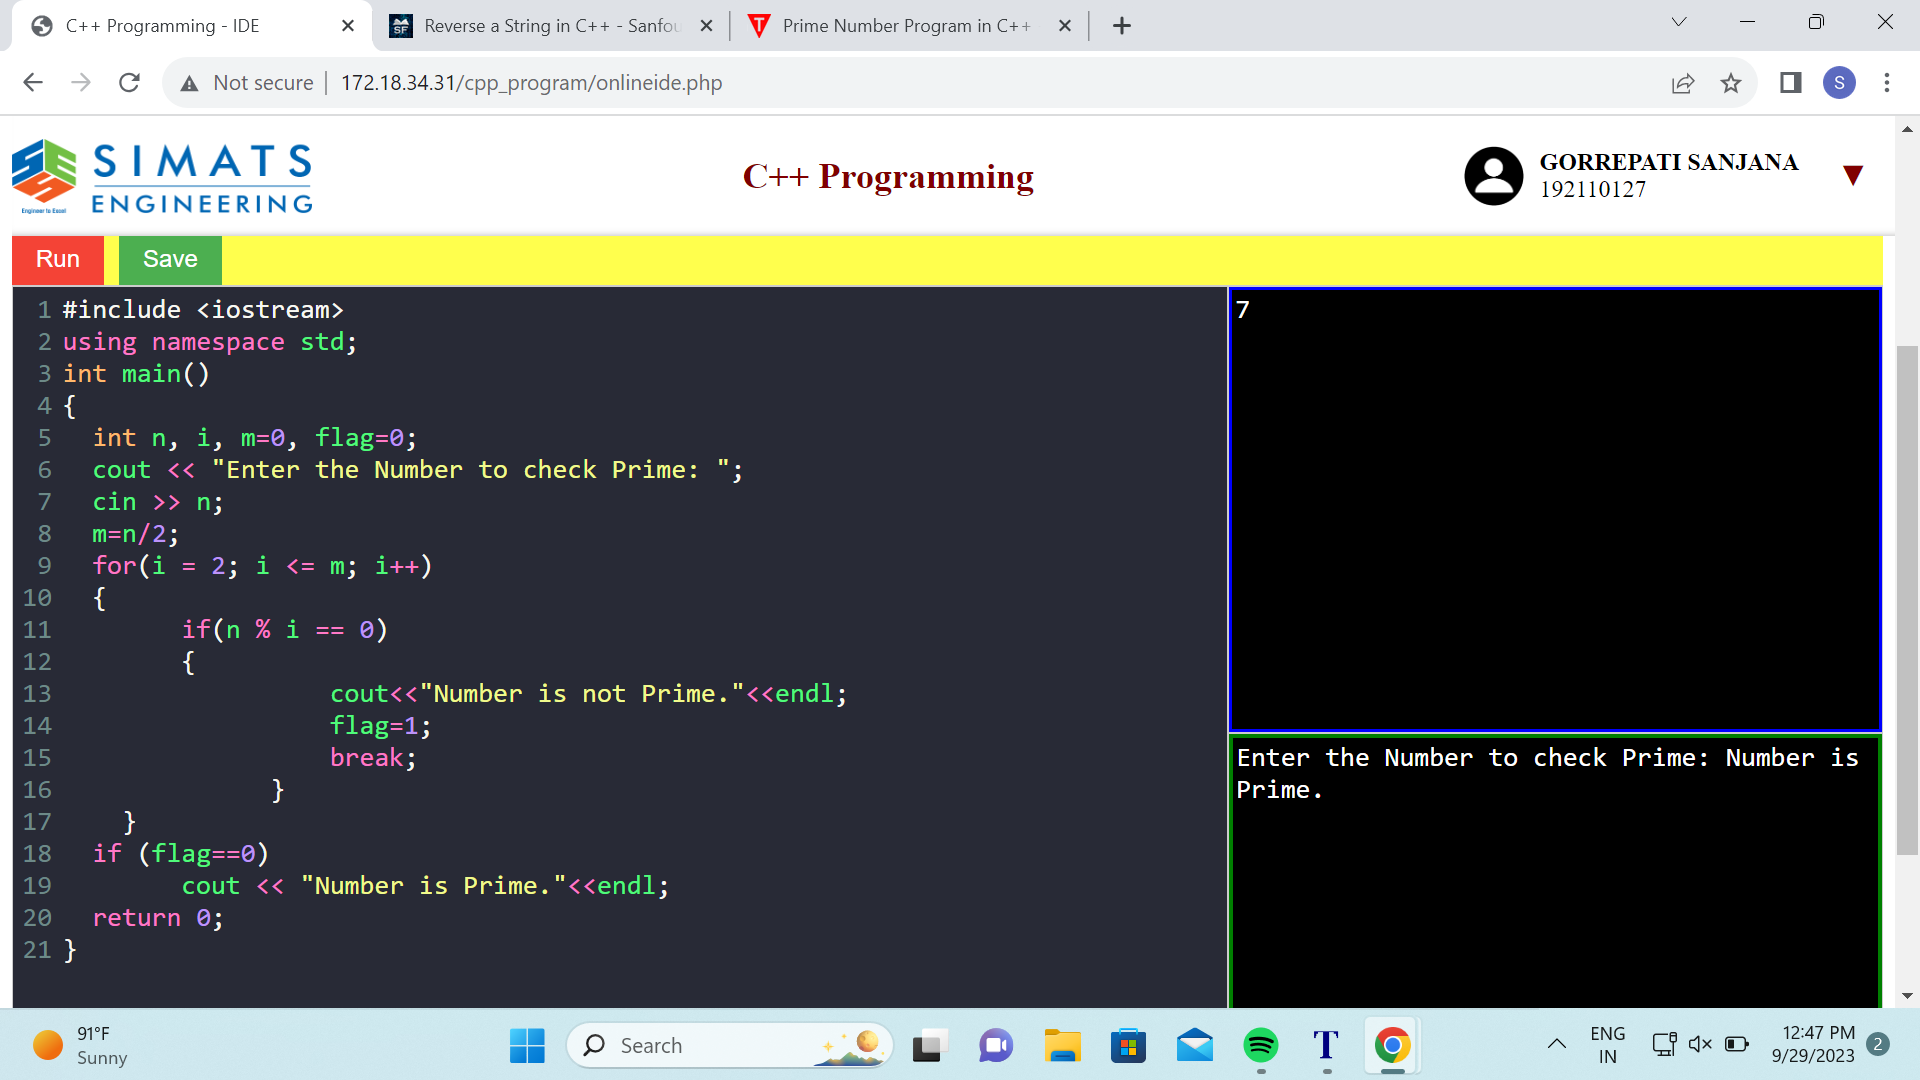 C++ Programming - IDE
Reverse a String in C++ - Sanfou
Prime Number Program in C++
Not secure | 172.18.34.31/cpp_program/onlineide.php
S
SIMATS
ENGINEERING
Engineer to Excel
C++ Programming
GORREPATI SANJANA
192110127
Run
Save
1 #include <iostream>
2 using namespace std;
3 int main()
4 {
5   int n, i, m=0, flag=0;
6   cout << "Enter the Number to check Prime: ";
7   cin >> n;
8   m=n/2;
9   for(i = 2; i <= m; i++)
10   {
11         if(n % i == 0)
12         {
13                   cout<<"Number is not Prime."<<endl;
14                   flag=1;
15                   break;
16               }
17     }
18   if (flag==0)
19         cout << "Number is Prime."<<endl;
20   return 0;
21 }
7
Enter the Number to check Prime: Number is
Prime.
91°F
Sunny
Search
ENG
IN
12:47 PM
9/29/2023
2